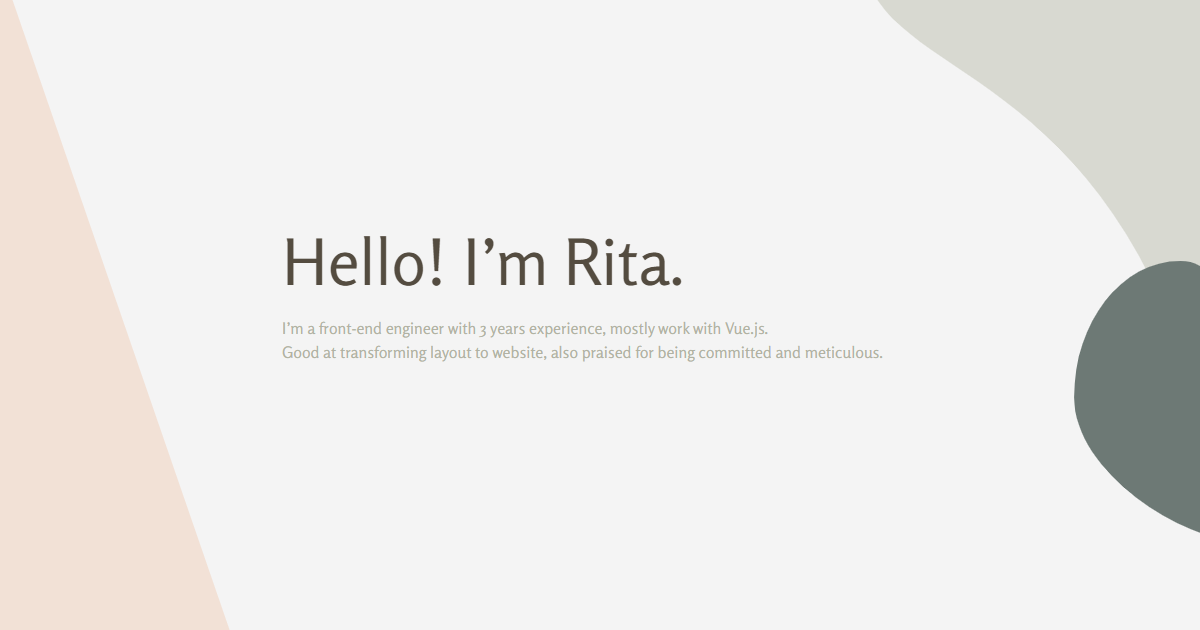 Hello! I’m Rita.
I’m a front-end engineer with 3 years experience, mostly work with Vue.js.
Good at transforming layout to website, also praised for being committed and meticulous.